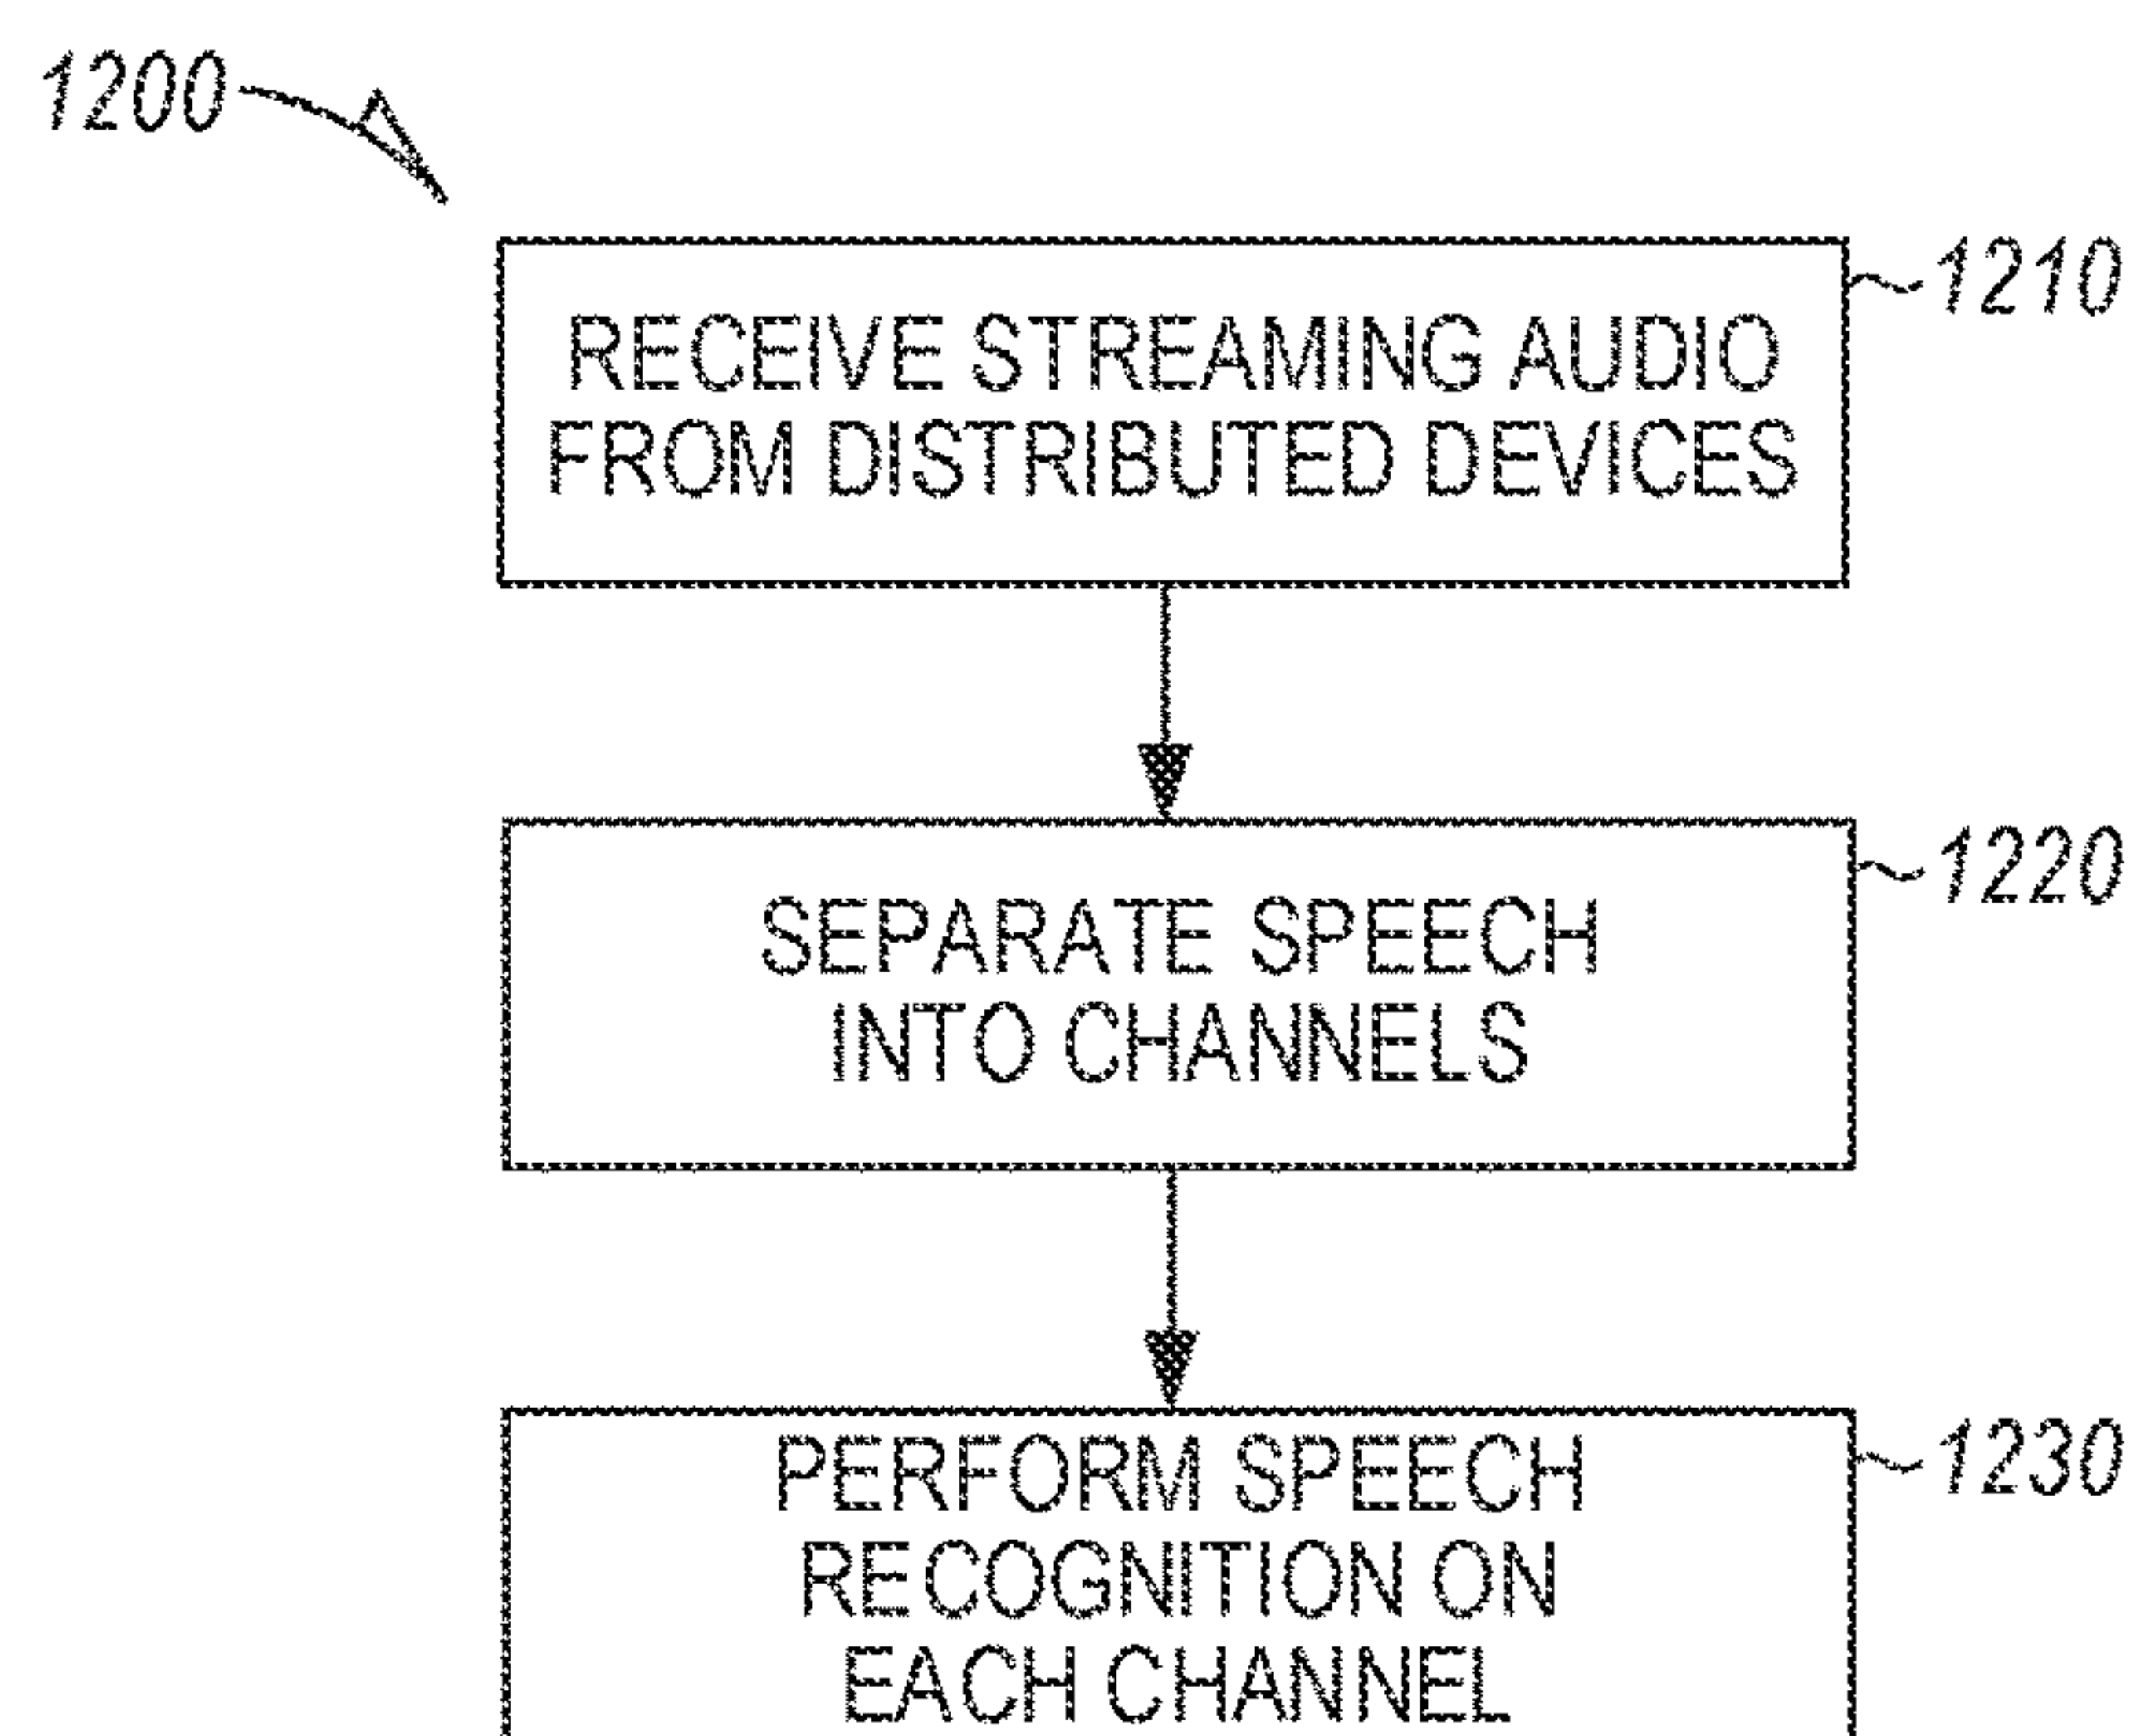 1200
1210
RECEIVE STREAMING AUDIO
FROM DISTRIBUTED DEVICES
1220
SEPARATE SPEECH
INTO CHANNELS
1230
PERFORM SPEECH
RECOGNITION ON
EACH CHANNEL